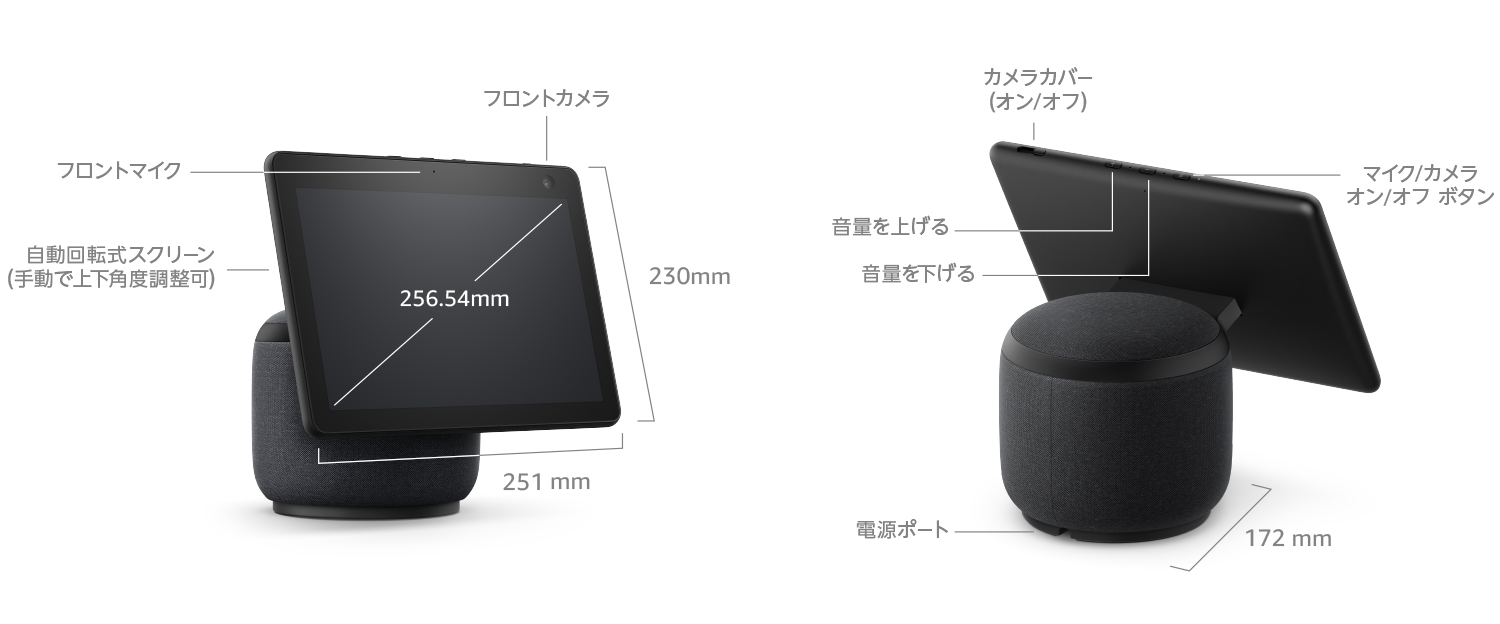 フロントカメラ
フロントマイク
自動回転式スクリーン
(手動で上下角度調整可)
256.54mm
230mm
251 mm
カメラカバー
(オン/オフ)
マイク/カメラ
オン/オフ ボタン
音量を上げる
音量を下げる
電源ポート
172 mm